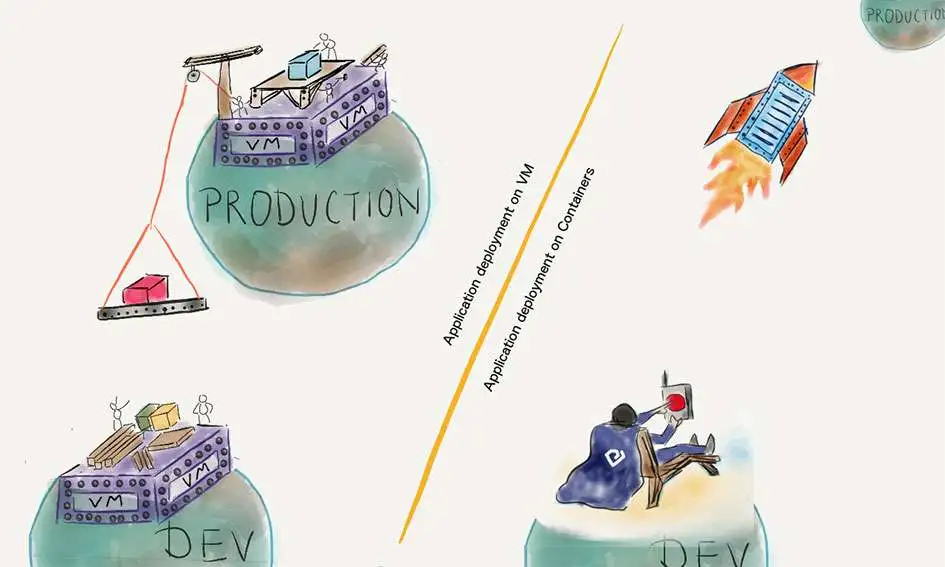 VM
VM
PRODUCTION
Application deployment on VM
Application deployment on Containers
PRODUCTION
VM
VM
DEV
DEV